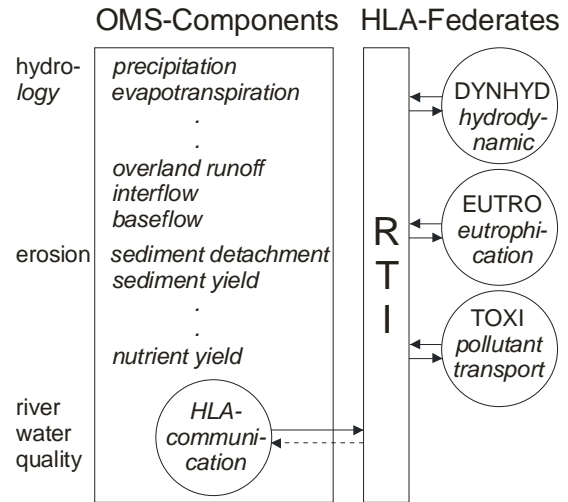 OMS-Components
HLA-Federates
hydro-
logy
precipitation
evapotranspiration
.
.
overland runoff
interflow
baseflow
erosion
sediment detachment
sediment yield
.
.
nutrient yield
river
water
quality
HLA-
communi-
cation
R
T
I
DYNHYD
hydrody-
namic
EUTRO
eutrophi-
cation
TOXI
pollutant
transport